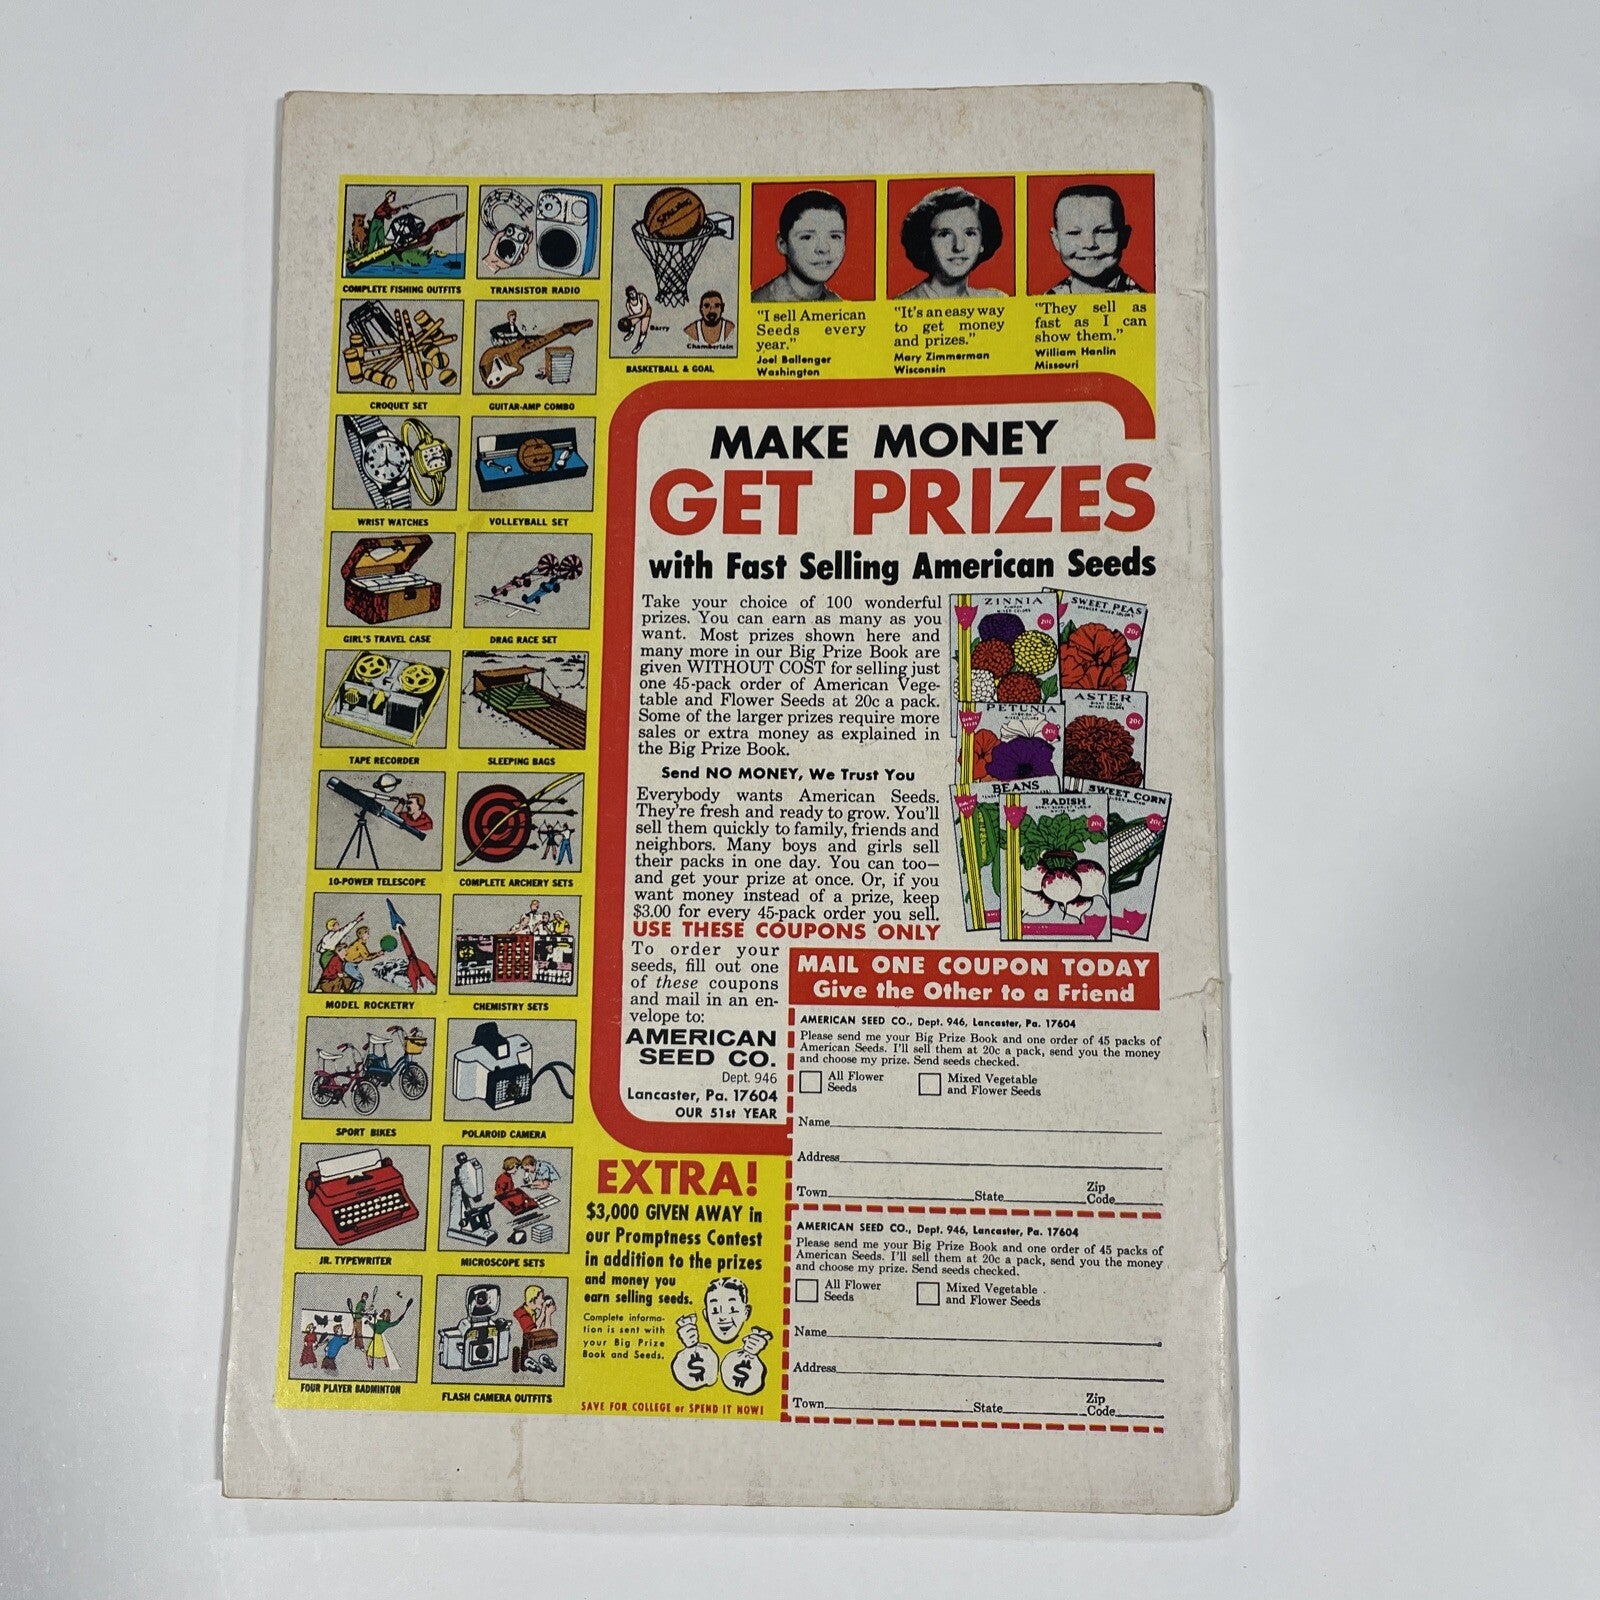 COMPLETE FISHING OUTFITS
TRANSISTOR RADIO
SPALDING
Barry
Chamberlain
BASKETBALL & GOAL
CROQUET SET
GUITAR-AMP COMBO
WRIST WATCHES
VOLLEYBALL SET
GIRL'S TRAVEL CASE
DRAG RACE SET
TAPE RECORDER
SLEEPING BAGS
10-POWER TELESCOPE
COMPLETE ARCHERY SETS
MODEL ROCKETRY
CHEMISTRY SETS
SPORT BIKES
POLAROID CAMERA
JR. TYPEWRITER
MICROSCOPE SETS
FOUR PLAYER BADMINTON
FLASH CAMERA OUTFITS
"I sell American
Seeds every
year."
Joel Ballenger
Washington
"It's an easy way
to get money
and prizes."
Mary Zimmerman
Wisconsin
"They sell as
fast as I can
show them."
William Hanlin
Missouri
MAKE MONEY
GET PRIZES
with Fast Selling American Seeds
Take your choice of 100 wonderful
prizes. You can earn as many as you
want. Most prizes shown here and
many more in our Big Prize Book are
given WITHOUT COST for selling just
one 45-pack order of American Vege-
table and Flower Seeds at 20c a pack.
Some of the larger prizes require more
sales or extra money as explained in
the Big Prize Book.
Send NO MONEY, We Trust You
Everybody wants American Seeds.
They're fresh and ready to grow. You'll
sell them quickly to family, friends and
neighbors. Many boys and girls sell
their packs in one day. You can too—
and get your prize at once. Or, if you
want money instead of a prize, keep
$3.00 for every 45-pack order you sell.
USE THESE COUPONS ONLY
To order your
seeds, fill out one
of these coupons
and mail in an en-
velope to:
AMERICAN
SEED CO.
Dept. 946
Lancaster, Pa. 17604
OUR 51st YEAR
ZINNIA
MIXED COLORS
20c
SWEET PEAS
20c
PETUNIA
MIXED COLORS
20c
ASTER
MIXED COLORS
20c
BEANS
RADISH
20c
SWEET CORN
20c
MAIL ONE COUPON TODAY
Give the Other to a Friend
AMERICAN SEED CO., Dept. 946, Lancaster, Pa. 17604
Please send me your Big Prize Book and one order of 45 packs of
American Seeds. I'll sell them at 20c a pack, send you the money
and choose my prize. Send seeds checked.
All Flower
Seeds
Mixed Vegetable
and Flower Seeds
Name
Address
Town State Zip Code
AMERICAN SEED CO., Dept. 946, Lancaster, Pa. 17604
Please send me your Big Prize Book and one order of 45 packs of
American Seeds. I'll sell them at 20c a pack, send you the money
and choose my prize. Send seeds checked.
All Flower
Seeds
Mixed Vegetable
and Flower Seeds
Name
Address
Town State Zip Code
EXTRA!
$3,000 GIVEN AWAY in
our Promptness Contest
in addition to the prizes
and money you
earn selling seeds.
Complete informa-
tion is sent with
your Big Prize
Book and Seeds.
$ $
SAVE FOR COLLEGE or SPEND IT NOW!